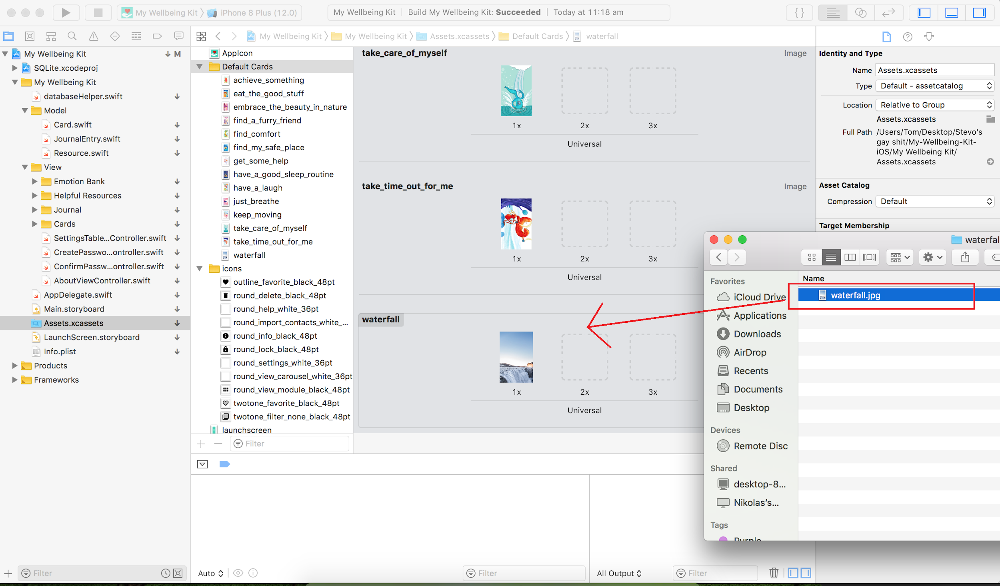 My Wellbeing Kit iPhone 8 Plus (12.0)
My Wellbeing Kit Build My Wellbeing Kit: Succeeded Today at 11:18 am
My Wellbeing Kit My Wellbeing Kit Assets.xcassets Default Cards waterfall
My Wellbeing Kit M
SQLite.xcodeproj
My Wellbeing Kit
databaseHelper.swift
Model
Card.swift
JournalEntry.swift
Resource.swift
View
Emotion Bank
Helpful Resources
Journal
Cards
SettingsTable...Controller.swift
CreatePasswo...ontroller.swift
ConfirmPassw...ontroller.swift
AboutViewController.swift
AppDelegate.swift
Main.storyboard
Assets.xcassets
LaunchScreen.storyboard
Info.plist
Products
Frameworks
Filter
AppIcon
Default Cards
achieve_something
eat_the_good_stuff
embrace_the_beauty_in_nature
find_a_furry_friend
find_comfort
find_my_safe_place
get_some_help
have_a_good_sleep_routine
have_a_laugh
just_breathe
keep_moving
take_care_of_myself
take_time_out_for_me
waterfall
icons
outline_favorite_black_48pt
round_delete_black_48pt
round_help_white_36pt
round_import_contacts_white_...
round_info_black_48pt
round_lock_black_48pt
round_settings_white_36pt
round_view_carousel_white_36pt
round_view_module_black_48pt
twotone_favorite_black_48pt
twotone_filter_none_black_48pt
launchscreen
Filter
take_care_of_myself Image
1x 2x 3x
Universal
take_time_out_for_me Image
1x 2x 3x
Universal
waterfall
1x 2x 3x
Universal
Auto
Filter
All Output
Filter
Identity and Type
Name Assets.xcassets
Type Default - assetcatalog
Location Relative to Group
Assets.xcassets
Full Path /Users/Tom/Desktop/Stevo's
gay shit/My-Wellbeing-Kit-
iOS/My Wellbeing Kit/
Assets.xcassets
Asset Catalog
Compression Default
Target Membership
waterfal
Name
waterfall.jpg
Favorites
iCloud Drive
Applications
Downloads
AirDrop
Recents
Documents
Desktop
Devices
Remote Disc
Shared
desktop-8...
Nikolas’s...
Tags
Purple